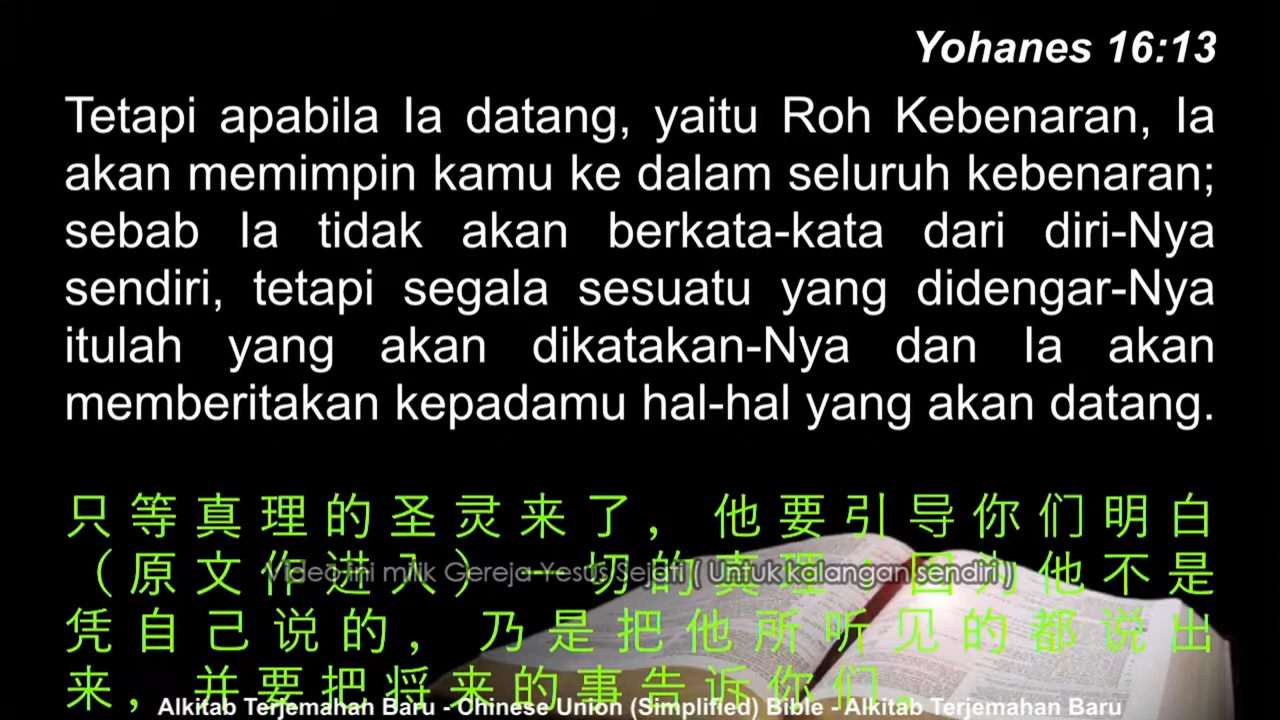 Yohanes 16:13
Tetapi apabila Ia datang, yaitu Roh Kebenaran, Ia
akan memimpin kamu ke dalam seluruh kebenaran;
sebab Ia tidak akan berkata-kata dari diri-Nya
sendiri, tetapi segala sesuatu yang didengar-Nya
itulah yang akan dikatakan-Nya dan Ia akan
memberitakan kepadamu hal-hal yang akan datang.
只等真理的圣灵来了，他要引导你们明白
（原文作进入）一切的真理；因为他不是
Video ini milik Gereja Yesus Sejati ( Untuk kalangan sendiri )
凭自己说的，乃是把他所听见的都说出
来，并要把将来的事告诉你们。
Alkitab Terjemahan Baru - Chinese Union (Simplified) Bible - Alkitab Terjemahan Baru